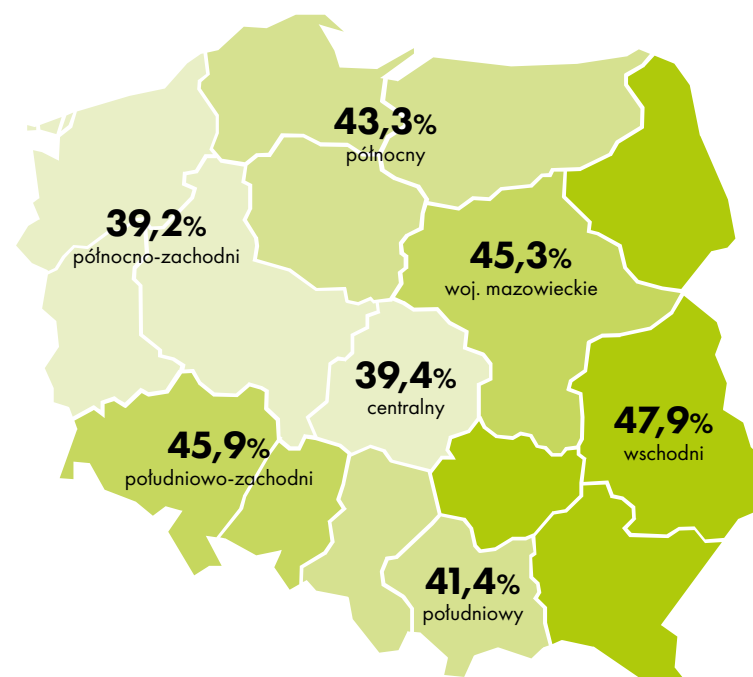 43,3%
północny
39,2%
północno-zachodni
45,3%
woj. mazowieckie
39,4%
centralny
47,9%
wschodni
45,9%
południowo-zachodni
41,4%
południowy